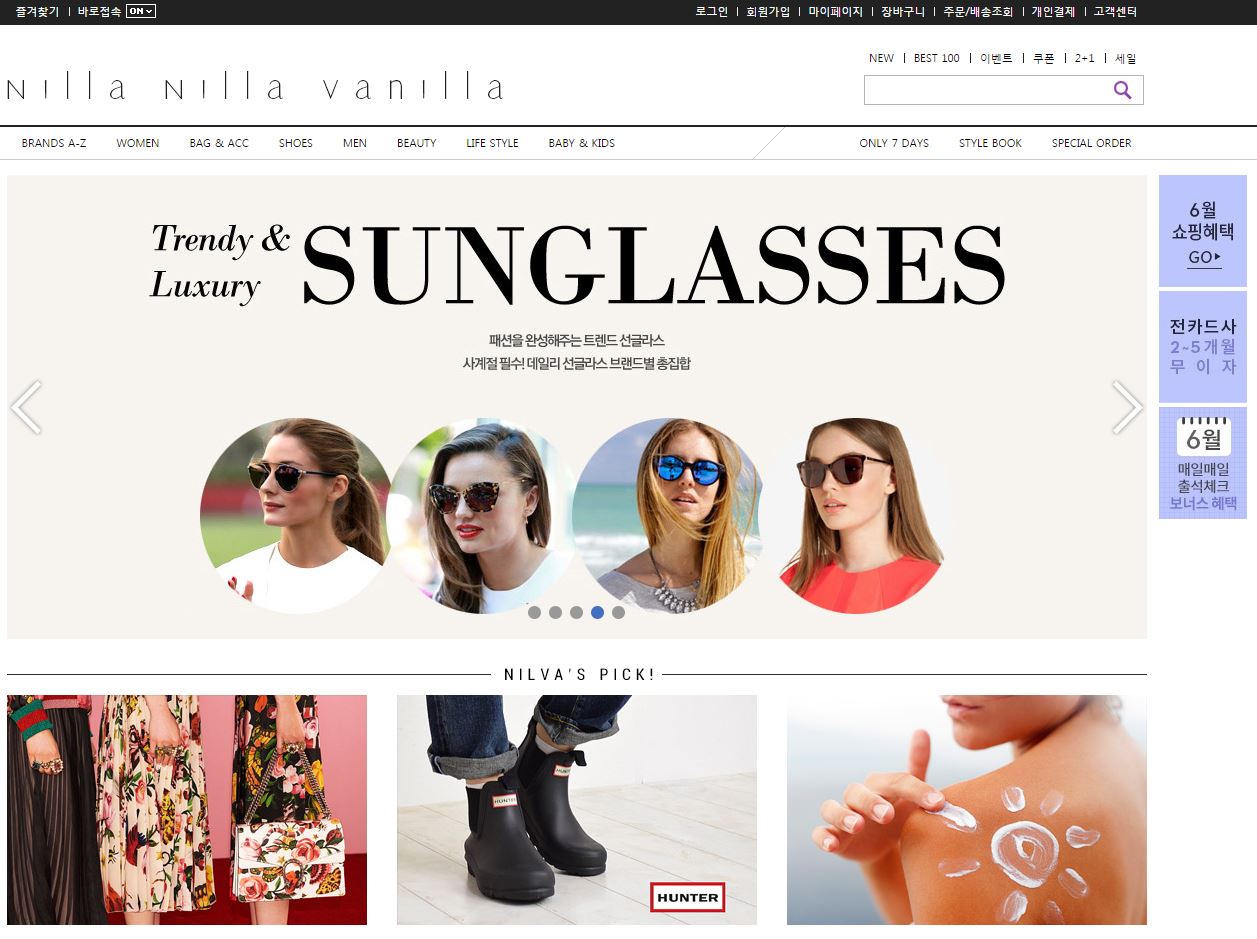 즐겨찾기 | 바로접속 ON
로그인 | 회원가입 | 마이페이지 | 장바구니 | 주문/배송조회 | 개인결제 | 고객센터
NEW | BEST 100 | 이벤트 | 쿠폰 | 2+1 | 세일
Nilla Nilla vanilla
BRANDS A-Z WOMEN BAG & ACC SHOES MEN BEAUTY LIFE STYLE BABY & KIDS ONLY 7 DAYS STYLE BOOK SPECIAL ORDER
Trendy &
Luxury
SUNGLASSES
패션을 완성해주는 트렌드 선글라스
사계절 필수! 데일리 선글라스 브랜드별 총집합
6월
쇼핑혜택
GO
전카드사
2~5개월
무 이 자
6월
매일매일
출석체크
보너스 혜택
NILVA'S PICK!
HUNTER
HUNTER
HUNTER